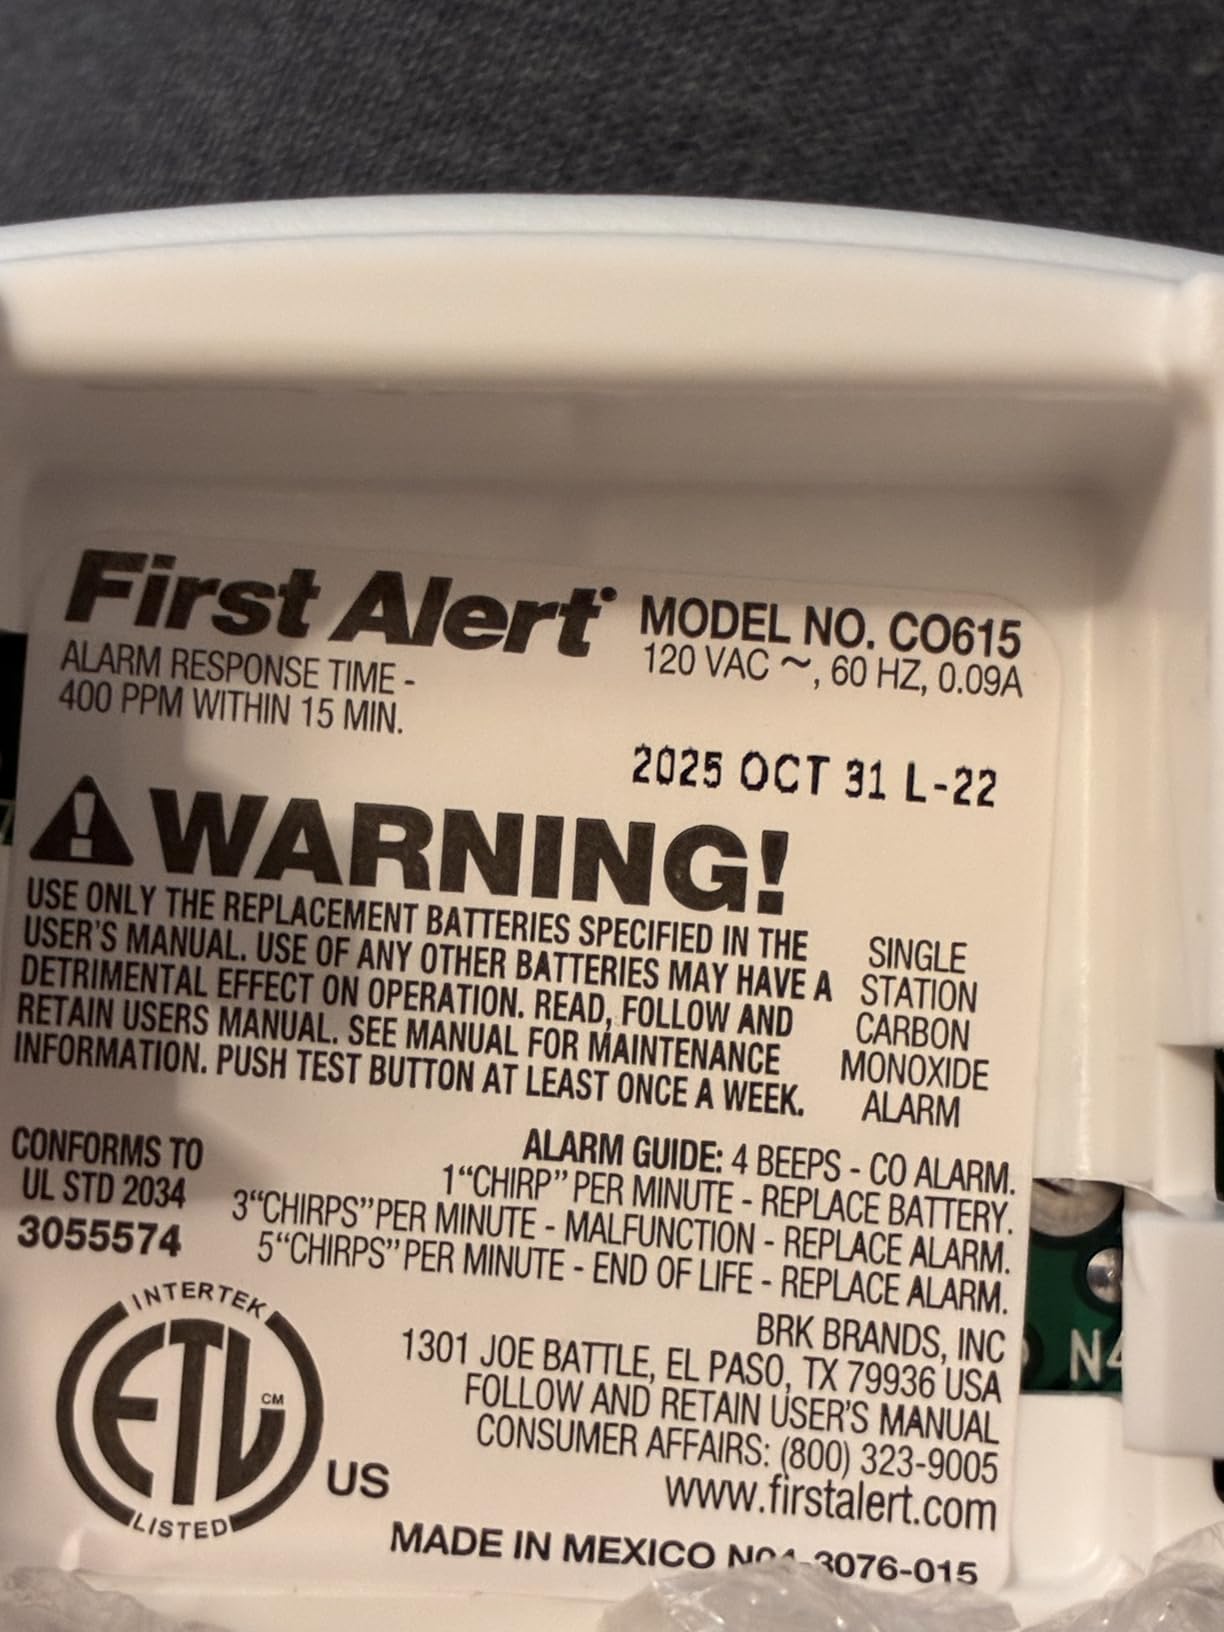 First Alert
MODEL NO. CO615
ALARM RESPONSE TIME -
400 PPM WITHIN 15 MIN.
120 VAC ~, 60 HZ, 0.09A
2025 OCT 31 L-22
WARNING!
USE ONLY THE REPLACEMENT BATTERIES SPECIFIED IN THE
USER'S MANUAL. USE OF ANY OTHER BATTERIES MAY HAVE A
DETRIMENTAL EFFECT ON OPERATION. READ, FOLLOW AND
RETAIN USERS MANUAL. SEE MANUAL FOR MAINTENANCE
INFORMATION. PUSH TEST BUTTON AT LEAST ONCE A WEEK.
SINGLE
STATION
CARBON
MONOXIDE
ALARM
CONFORMS TO
UL STD 2034
3055574
ALARM GUIDE: 4 BEEPS - CO ALARM.
1“CHIRP” PER MINUTE - REPLACE BATTERY.
3“CHIRPS” PER MINUTE - MALFUNCTION - REPLACE ALARM.
5“CHIRPS” PER MINUTE - END OF LIFE - REPLACE ALARM.
INTERTEK
ETL
CM
LISTED
US
BRK BRANDS, INC
1301 JOE BATTLE, EL PASO, TX 79936 USA
FOLLOW AND RETAIN USER'S MANUAL
CONSUMER AFFAIRS: (800) 323-9005
www.firstalert.com
MADE IN MEXICO